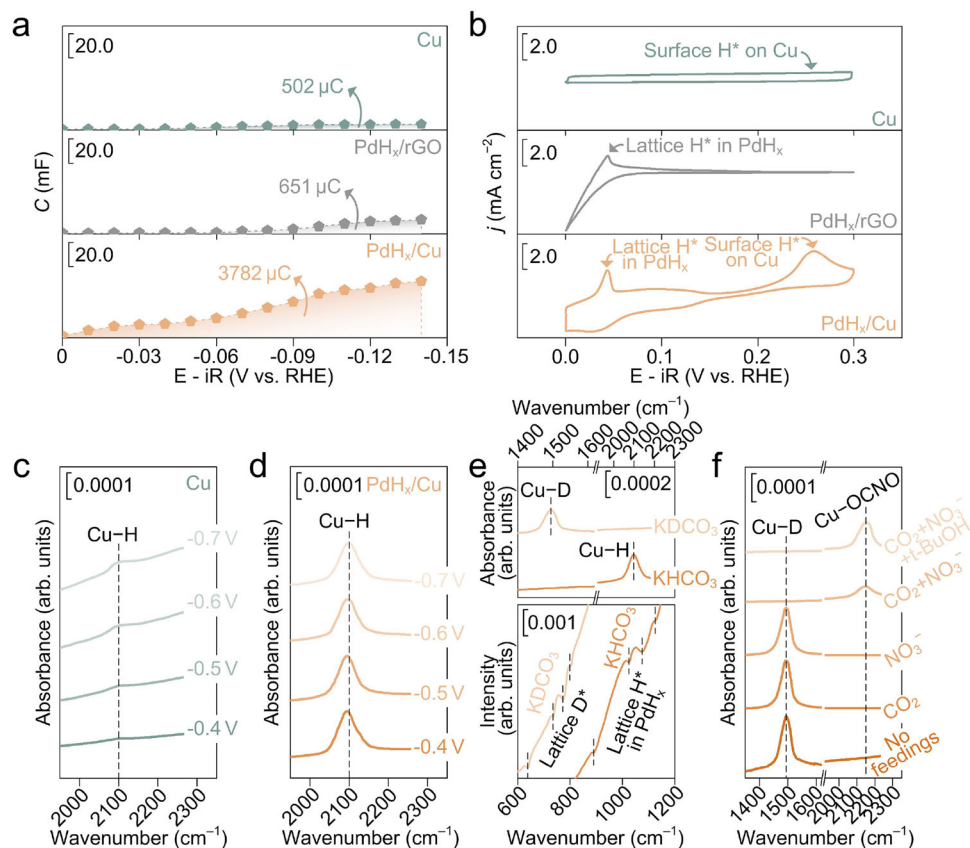 a
[20.0
Cu
502 µC
[20.0
PdHₓ/rGO
651 µC
[20.0
PdHₓ/Cu
3782 µC
C (mF)
0 -0.03 -0.06 -0.09 -0.12 -0.15
E - iR (V vs. RHE)
b
[2.0
Surface H* on Cu
Cu
[2.0
Lattice H* in PdHₓ
PdHₓ/rGO
[2.0
Lattice H*
in PdHₓ
Surface H*
on Cu
PdHₓ/Cu
j (mA cm⁻²)
0.0 0.1 0.2 0.3
E - iR (V vs. RHE)
c
[0.0001 Cu
Cu−H
-0.7 V
-0.6 V
-0.5 V
-0.4 V
Absorbance (arb. units)
2000 2100 2200
Wavenumber (cm⁻¹)
d
[0.0001 PdHₓ/Cu
Cu−H
-0.7 V
-0.6 V
-0.5 V
-0.4 V
Absorbance (arb. units)
2000 2100 2200
Wavenumber (cm⁻¹)
e
Wavenumber (cm⁻¹)
1400 1500 1600 2000 2100 2200 2300
[0.0002
Cu−D
KDCO₃
Cu−H
KHCO₃
Absorbance
(arb. units)
[0.001
KDCO₃
Lattice D*
KHCO₃
Lattice H*
in PdHₓ
Intensity
(arb. units)
600 800 1000 1200
Wavenumber (cm⁻¹)
f
[0.0001
Cu−OCNO
Cu−D
CO₂+NO₃⁻
+t-BuOH
CO₂+NO₃⁻
NO₃⁻
CO₂
No
feedings
Absorbance (arb. units)
1400 1500 1600 2000 2100 2200 2300
Wavenumber (cm⁻¹)